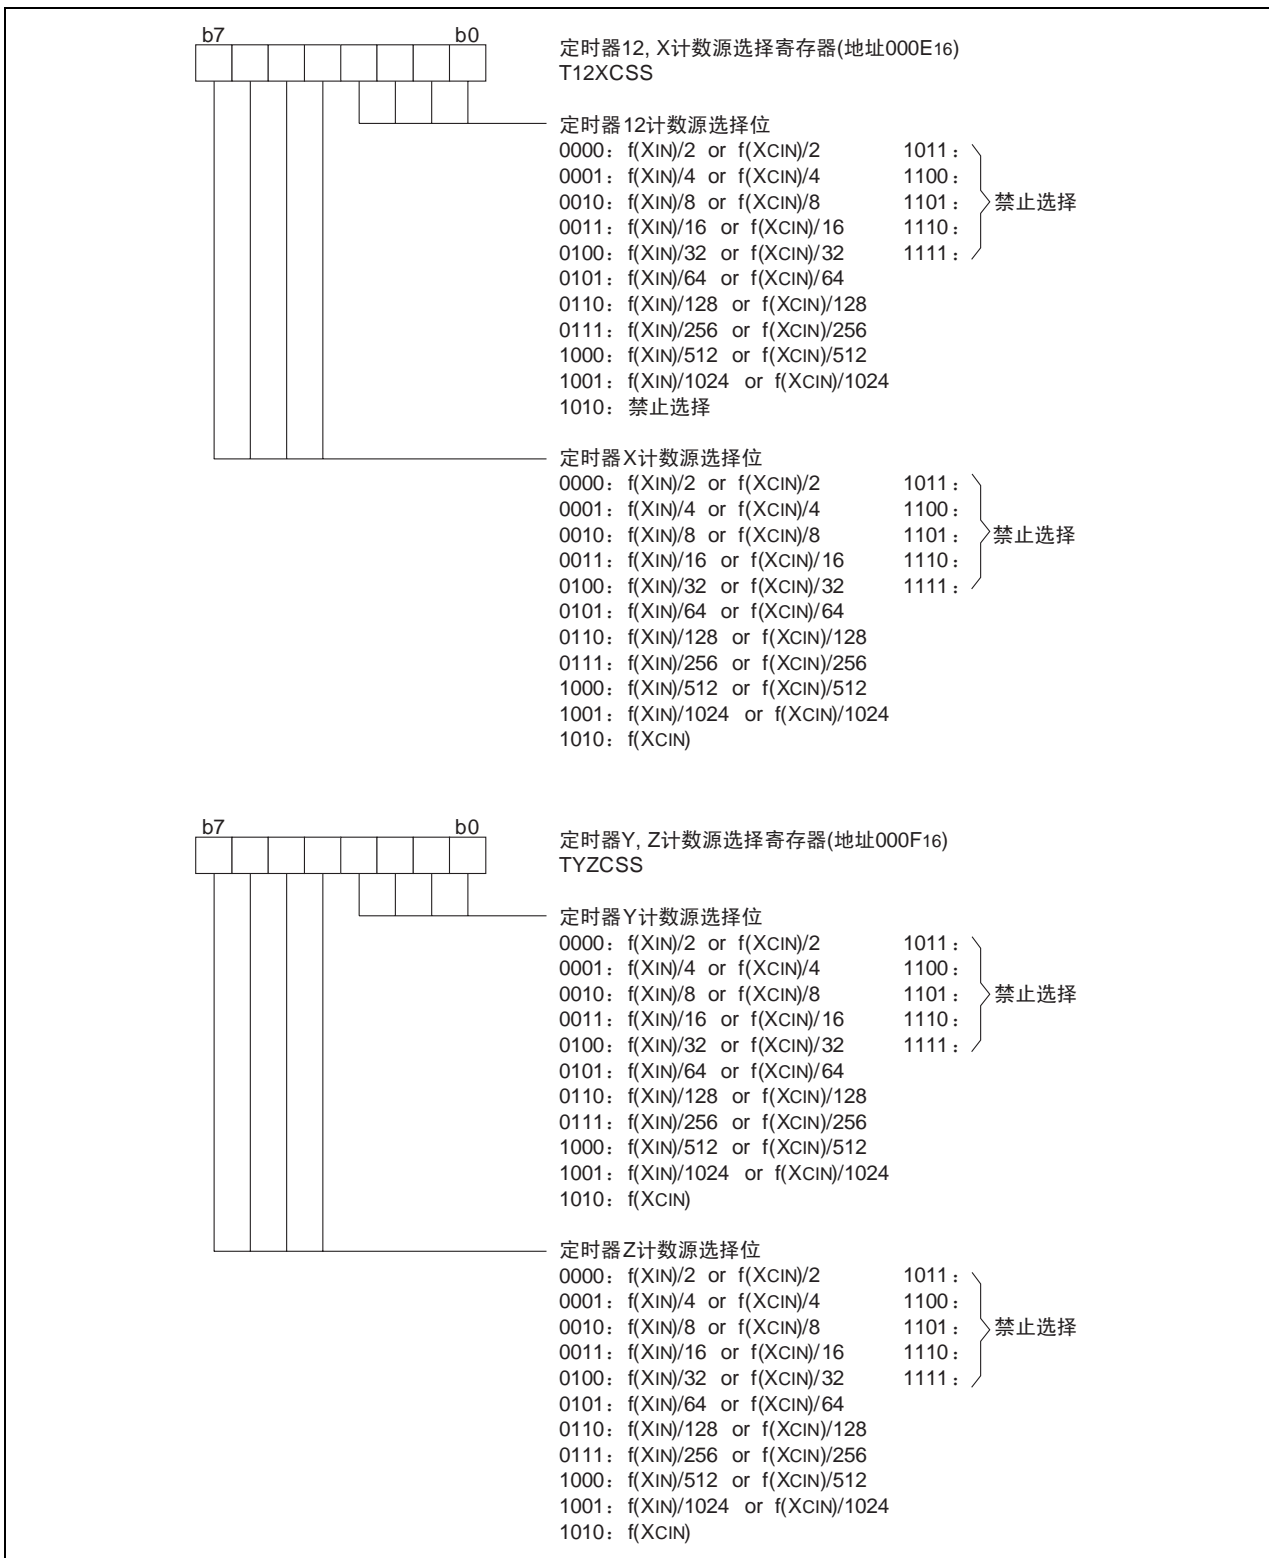 b7 b0
定时器12, X计数源选择寄存器(地址000E16)
T12XCSS
定时器12计数源选择位
0000：f(XIN)/2 or f(XCIN)/2 1011：
0001：f(XIN)/4 or f(XCIN)/4 1100：
0010：f(XIN)/8 or f(XCIN)/8 1101： 禁止选择
0011：f(XIN)/16 or f(XCIN)/16 1110：
0100：f(XIN)/32 or f(XCIN)/32 1111：
0101：f(XIN)/64 or f(XCIN)/64
0110：f(XIN)/128 or f(XCIN)/128
0111：f(XIN)/256 or f(XCIN)/256
1000：f(XIN)/512 or f(XCIN)/512
1001：f(XIN)/1024 or f(XCIN)/1024
1010：禁止选择
定时器X计数源选择位
0000：f(XIN)/2 or f(XCIN)/2 1011：
0001：f(XIN)/4 or f(XCIN)/4 1100：
0010：f(XIN)/8 or f(XCIN)/8 1101： 禁止选择
0011：f(XIN)/16 or f(XCIN)/16 1110：
0100：f(XIN)/32 or f(XCIN)/32 1111：
0101：f(XIN)/64 or f(XCIN)/64
0110：f(XIN)/128 or f(XCIN)/128
0111：f(XIN)/256 or f(XCIN)/256
1000：f(XIN)/512 or f(XCIN)/512
1001：f(XIN)/1024 or f(XCIN)/1024
1010：f(XCIN)
b7 b0
定时器Y, Z计数源选择寄存器(地址000F16)
TYZCSS
定时器Y计数源选择位
0000：f(XIN)/2 or f(XCIN)/2 1011：
0001：f(XIN)/4 or f(XCIN)/4 1100：
0010：f(XIN)/8 or f(XCIN)/8 1101： 禁止选择
0011：f(XIN)/16 or f(XCIN)/16 1110：
0100：f(XIN)/32 or f(XCIN)/32 1111：
0101：f(XIN)/64 or f(XCIN)/64
0110：f(XIN)/128 or f(XCIN)/128
0111：f(XIN)/256 or f(XCIN)/256
1000：f(XIN)/512 or f(XCIN)/512
1001：f(XIN)/1024 or f(XCIN)/1024
1010：f(XCIN)
定时器Z计数源选择位
0000：f(XIN)/2 or f(XCIN)/2 1011：
0001：f(XIN)/4 or f(XCIN)/4 1100：
0010：f(XIN)/8 or f(XCIN)/8 1101： 禁止选择
0011：f(XIN)/16 or f(XCIN)/16 1110：
0100：f(XIN)/32 or f(XCIN)/32 1111：
0101：f(XIN)/64 or f(XCIN)/64
0110：f(XIN)/128 or f(XCIN)/128
0111：f(XIN)/256 or f(XCIN)/256
1000：f(XIN)/512 or f(XCIN)/512
1001：f(XIN)/1024 or f(XCIN)/1024
1010：f(XCIN)